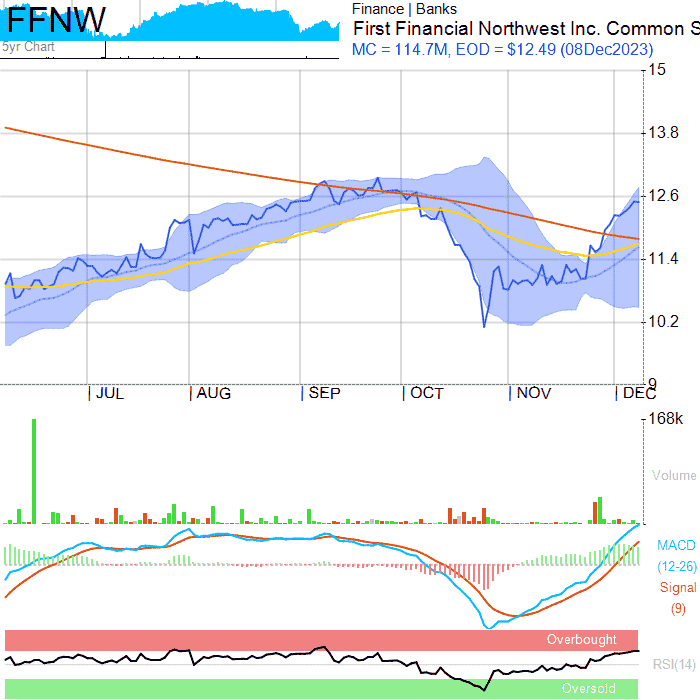 FFNW
5yr Chart
Finance | Banks
First Financial Northwest Inc. Common S
MC = 114.7M, EOD = $12.49 (08Dec2023)
15
13.8
12.6
11.4
10.2
9
JUL AUG SEP OCT NOV DEC
168k
Volume
MACD
(12-26)
Signal
(9)
Overbought
RSI(14)
Oversold